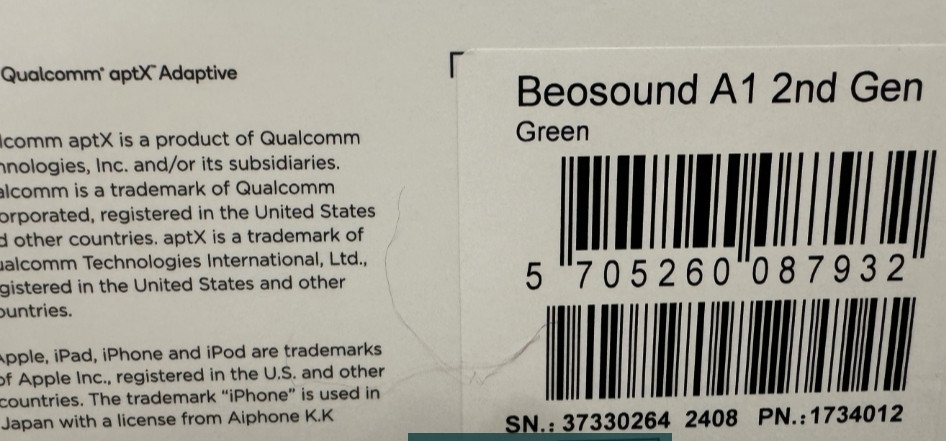 Qualcomm® aptX™ Adaptive
lcomm aptX is a product of Qualcomm
nnologies, Inc. and/or its subsidiaries.
alcomm is a trademark of Qualcomm
orporated, registered in the United States
d other countries. aptX is a trademark of
ualcomm Technologies International, Ltd.,
gistered in the United States and other
ountries.
Apple, iPad, iPhone and iPod are trademarks
of Apple Inc., registered in the U.S. and other
countries. The trademark “iPhone” is used in
Japan with a license from Aiphone K.K
Beosound A1 2nd Gen
Green
5 705260 087932
SN.: 37330264 2408 PN.:1734012